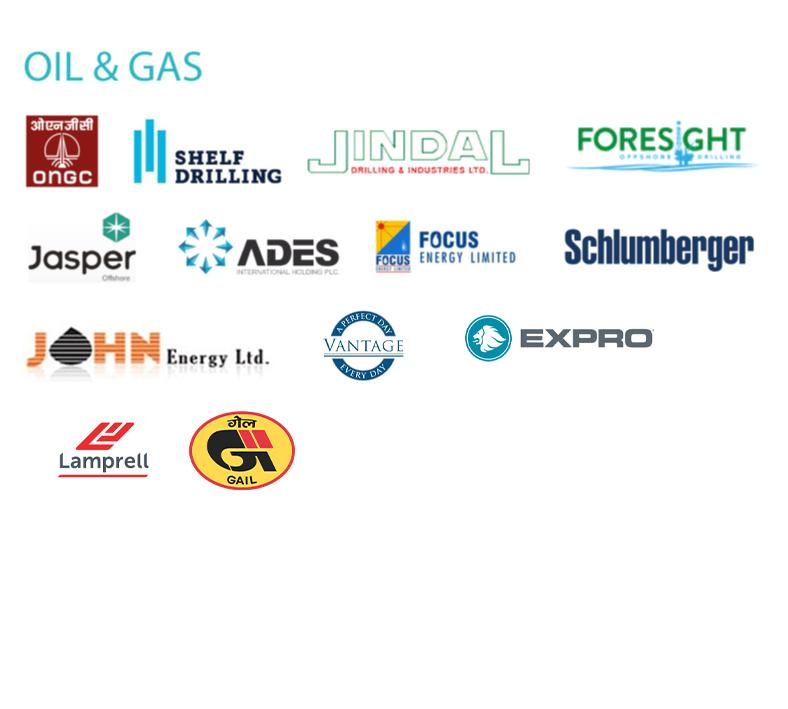 OIL & GAS
ओएनजीसी
ONGC
SHELF
DRILLING
JINDAL
DRILLING & INDUSTRIES LTD.
FORESIGHT
OFFSHORE DRILLING
Jasper
Offshore
ADES
INTERNATIONAL HOLDING PLC.
FOCUS
ENERGY LIMITED
FOCUS
ENERGY LIMITED
Schlumberger
JOHN Energy Ltd.
A PERFECT DAY
VANTAGE
EVERY DAY
EXPRO
Lamprell
गेल
GAIL